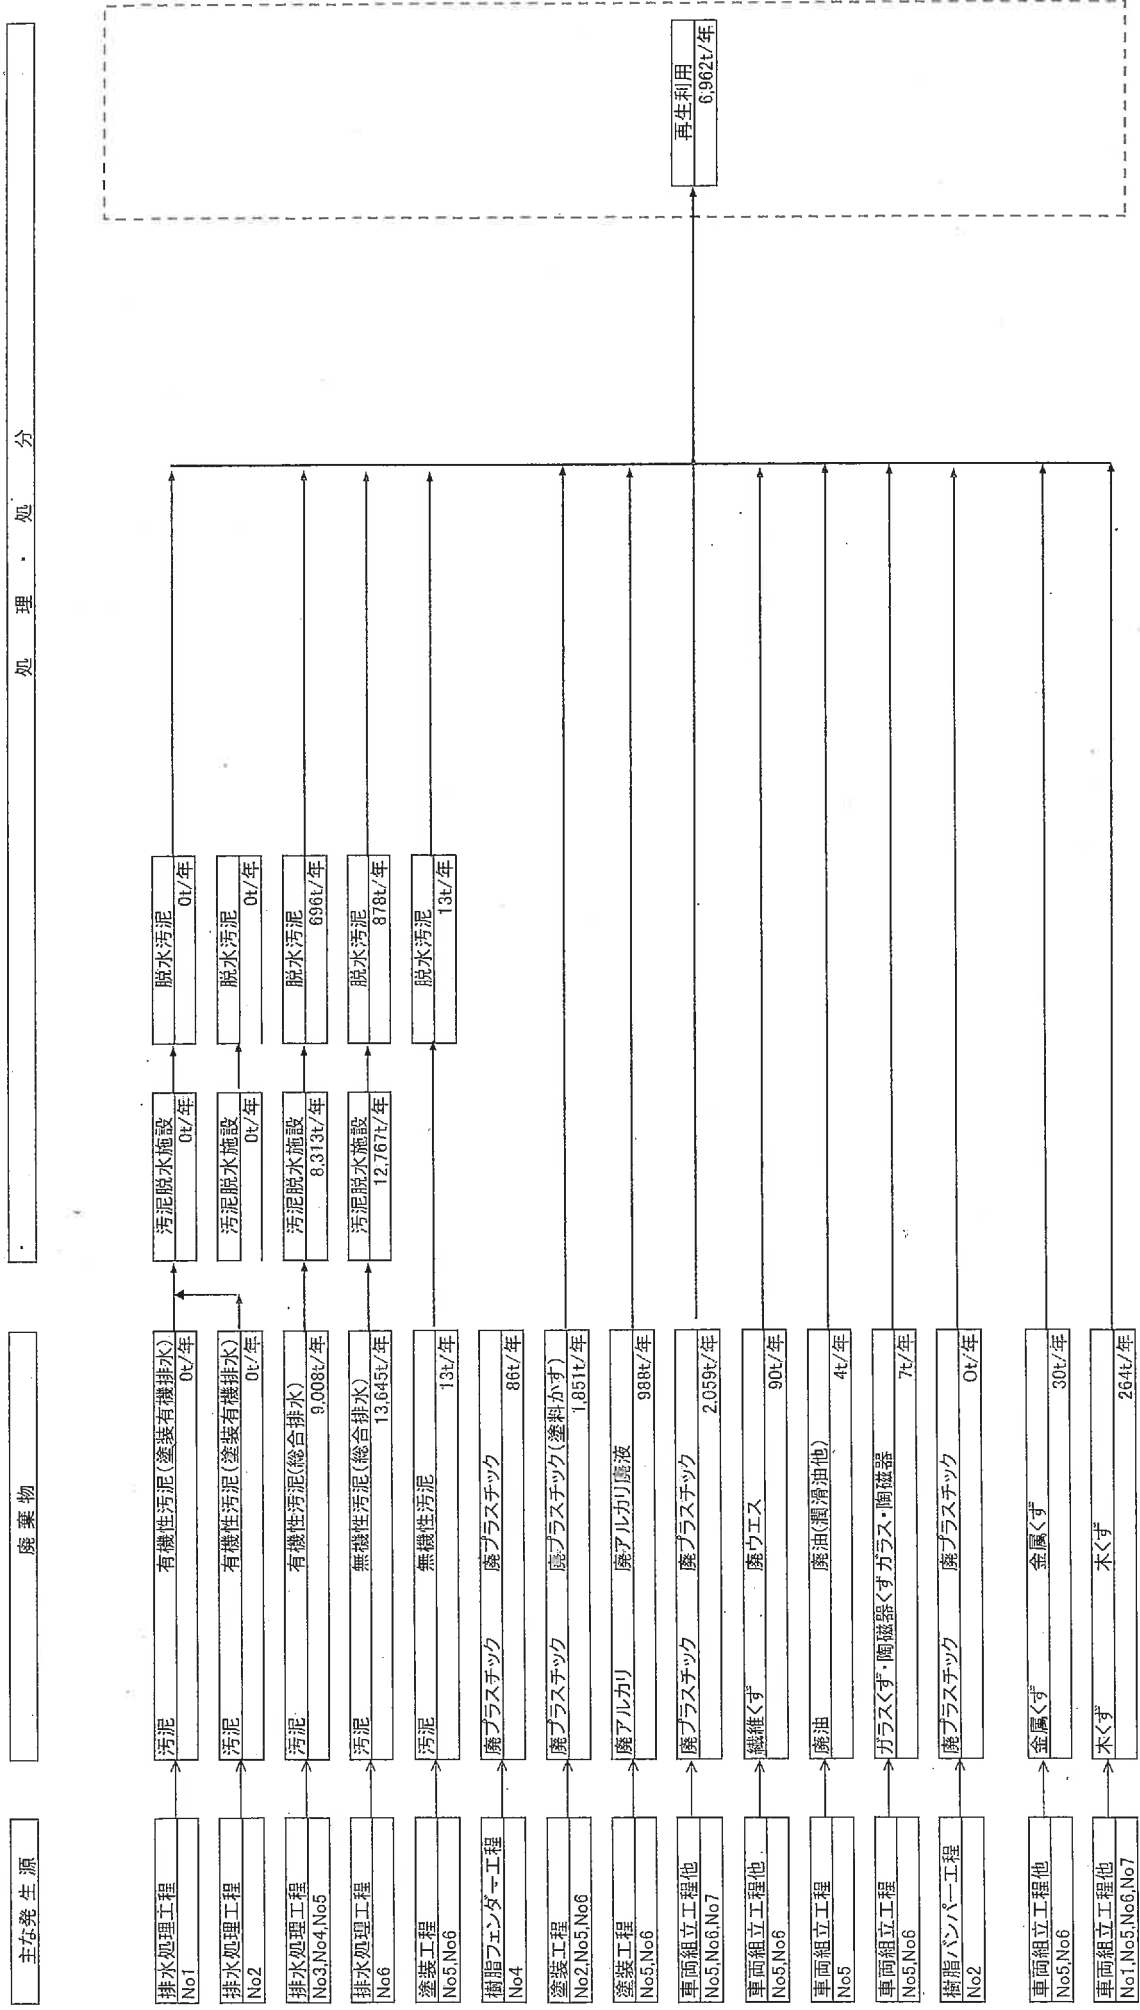 主な発生源
廃棄物
処理・処分
排水処理工程
No1
汚泥
有機性汚泥(塗装有機排水)
0t/年
汚泥脱水施設
0t/年
脱水汚泥
0t/年
排水処理工程
No2
汚泥
有機性汚泥(塗装有機排水)
0t/年
汚泥脱水施設
0t/年
脱水汚泥
0t/年
排水処理工程
No3,No4,No5
汚泥
有機性汚泥(総合排水)
9,008t/年
汚泥脱水施設
8,313t/年
脱水汚泥
696t/年
排水処理工程
No6
汚泥
無機性汚泥(総合排水)
13,645t/年
汚泥脱水施設
12,767t/年
脱水汚泥
878t/年
塗装工程
No5,No6
汚泥
無機性汚泥
13t/年
脱水汚泥
13t/年
樹脂フェンダー工程
No4
廃プラスチック
廃プラスチック
86t/年
塗装工程
No2,No5,No6
廃プラスチック
廃プラスチック(塗料かす)
1,851t/年
塗装工程
No5,No6
廃アルカリ
廃アルカリ廃液
988t/年
車両組立工程他
No5,No6,No7
廃プラスチック
廃プラスチック
2,059t/年
車両組立工程他
No5,No6
繊維くず
廃ウエス
90t/年
車両組立工程
No5
廃油
廃油(潤滑油他)
4t/年
車両組立工程
No5,No6
ガラスくず・陶磁器くず
ガラス・陶磁器
7t/年
樹脂バンパー工程
No2
廃プラスチック
廃プラスチック
0t/年
車両組立工程他
No5,No6
金属くず
金属くず
30t/年
車両組立工程他
No1,No5,No6,No7
木くず
木くず
264t/年
再生利用
6,962t/年